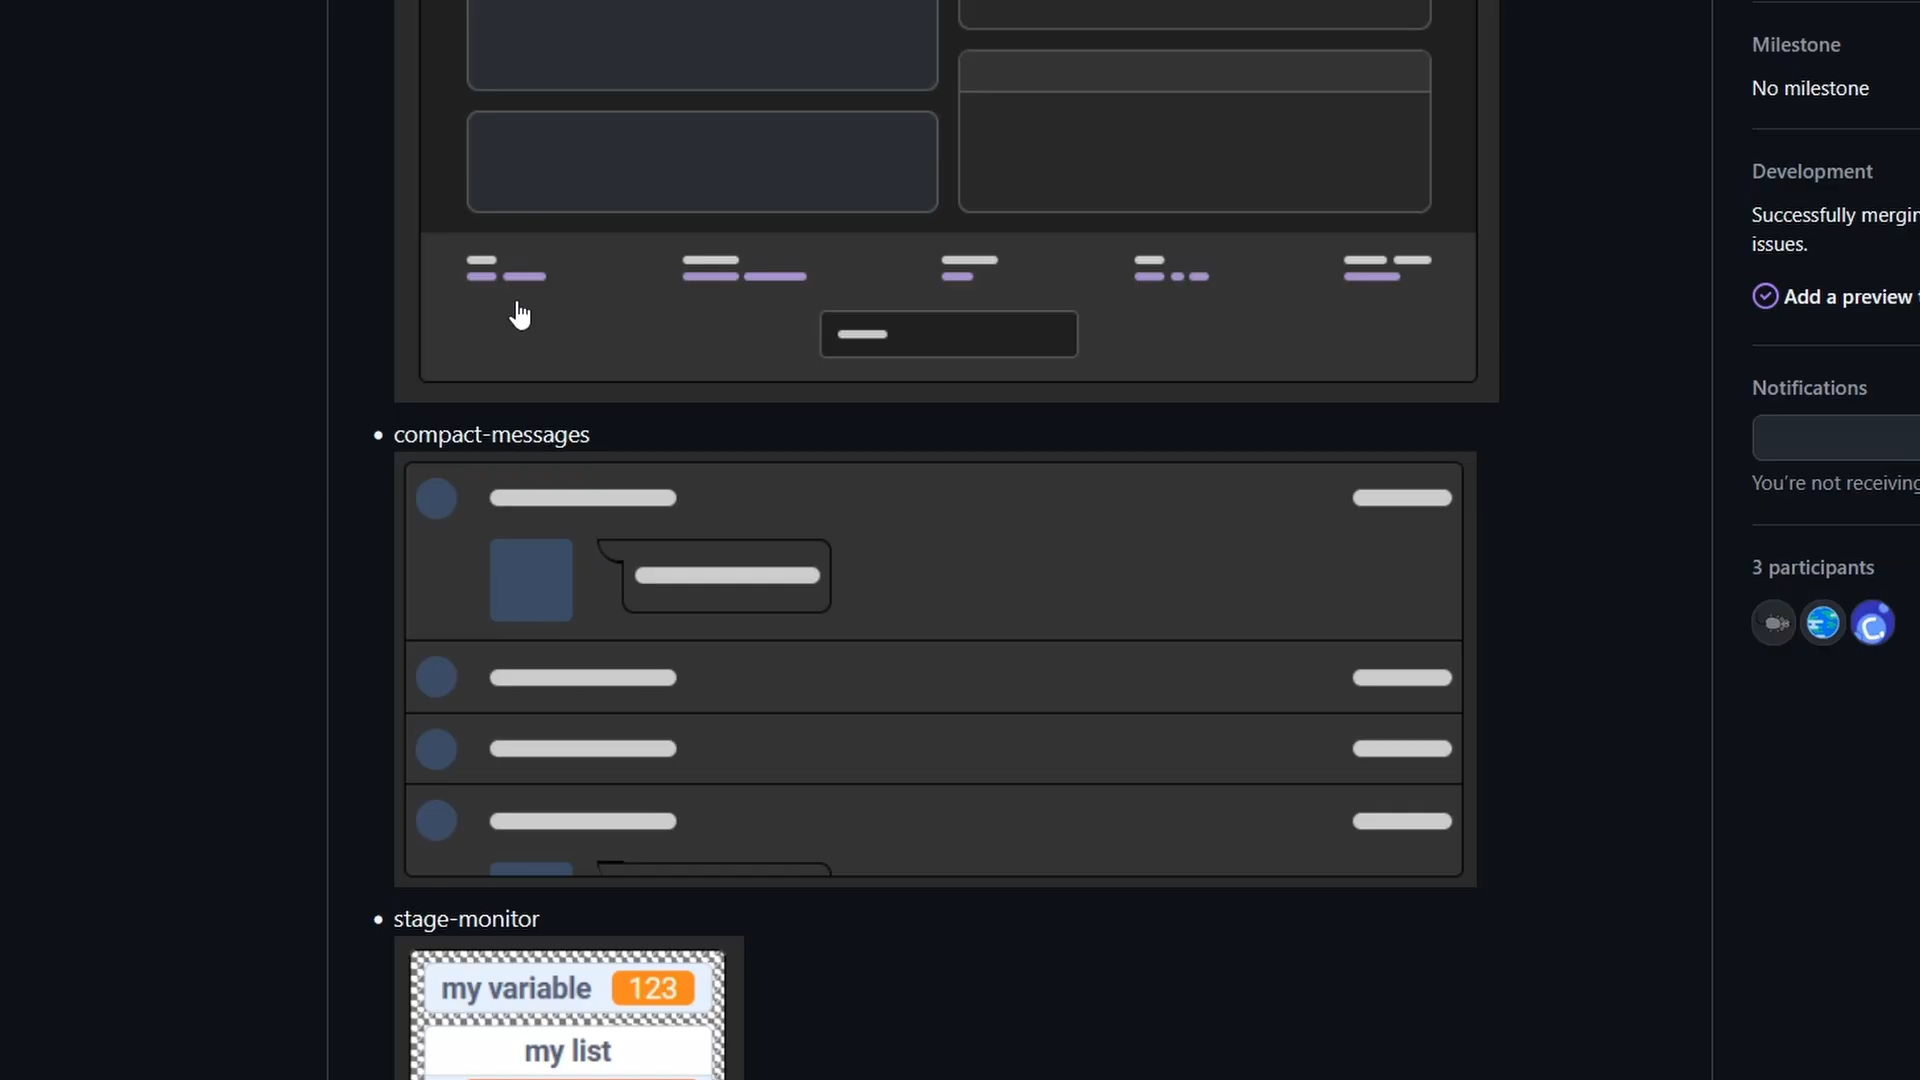 Milestone
No milestone
Development
Successfully mergin
issues.
Add a preview
Notifications
You're not receiving
3 participants
compact-messages
stage-monitor
my variable 123
my list